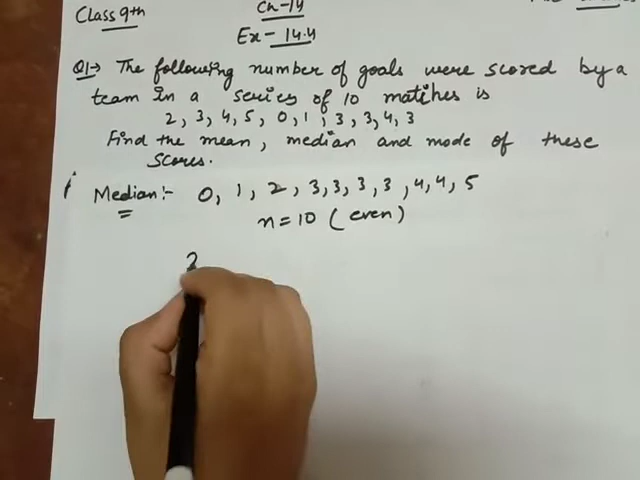 Class 9th
Ch-14
Ex- 14.4
Q1→ The following number of goals were scored by a
team in a series of 10 matches is
2, 3, 4, 5, 0, 1, 3, 3, 4, 3
Find the mean, median and mode of these
scores.
Median:- 0, 1, 2, 3, 3, 3, 3, 4, 4, 5
n = 10 (even)
2